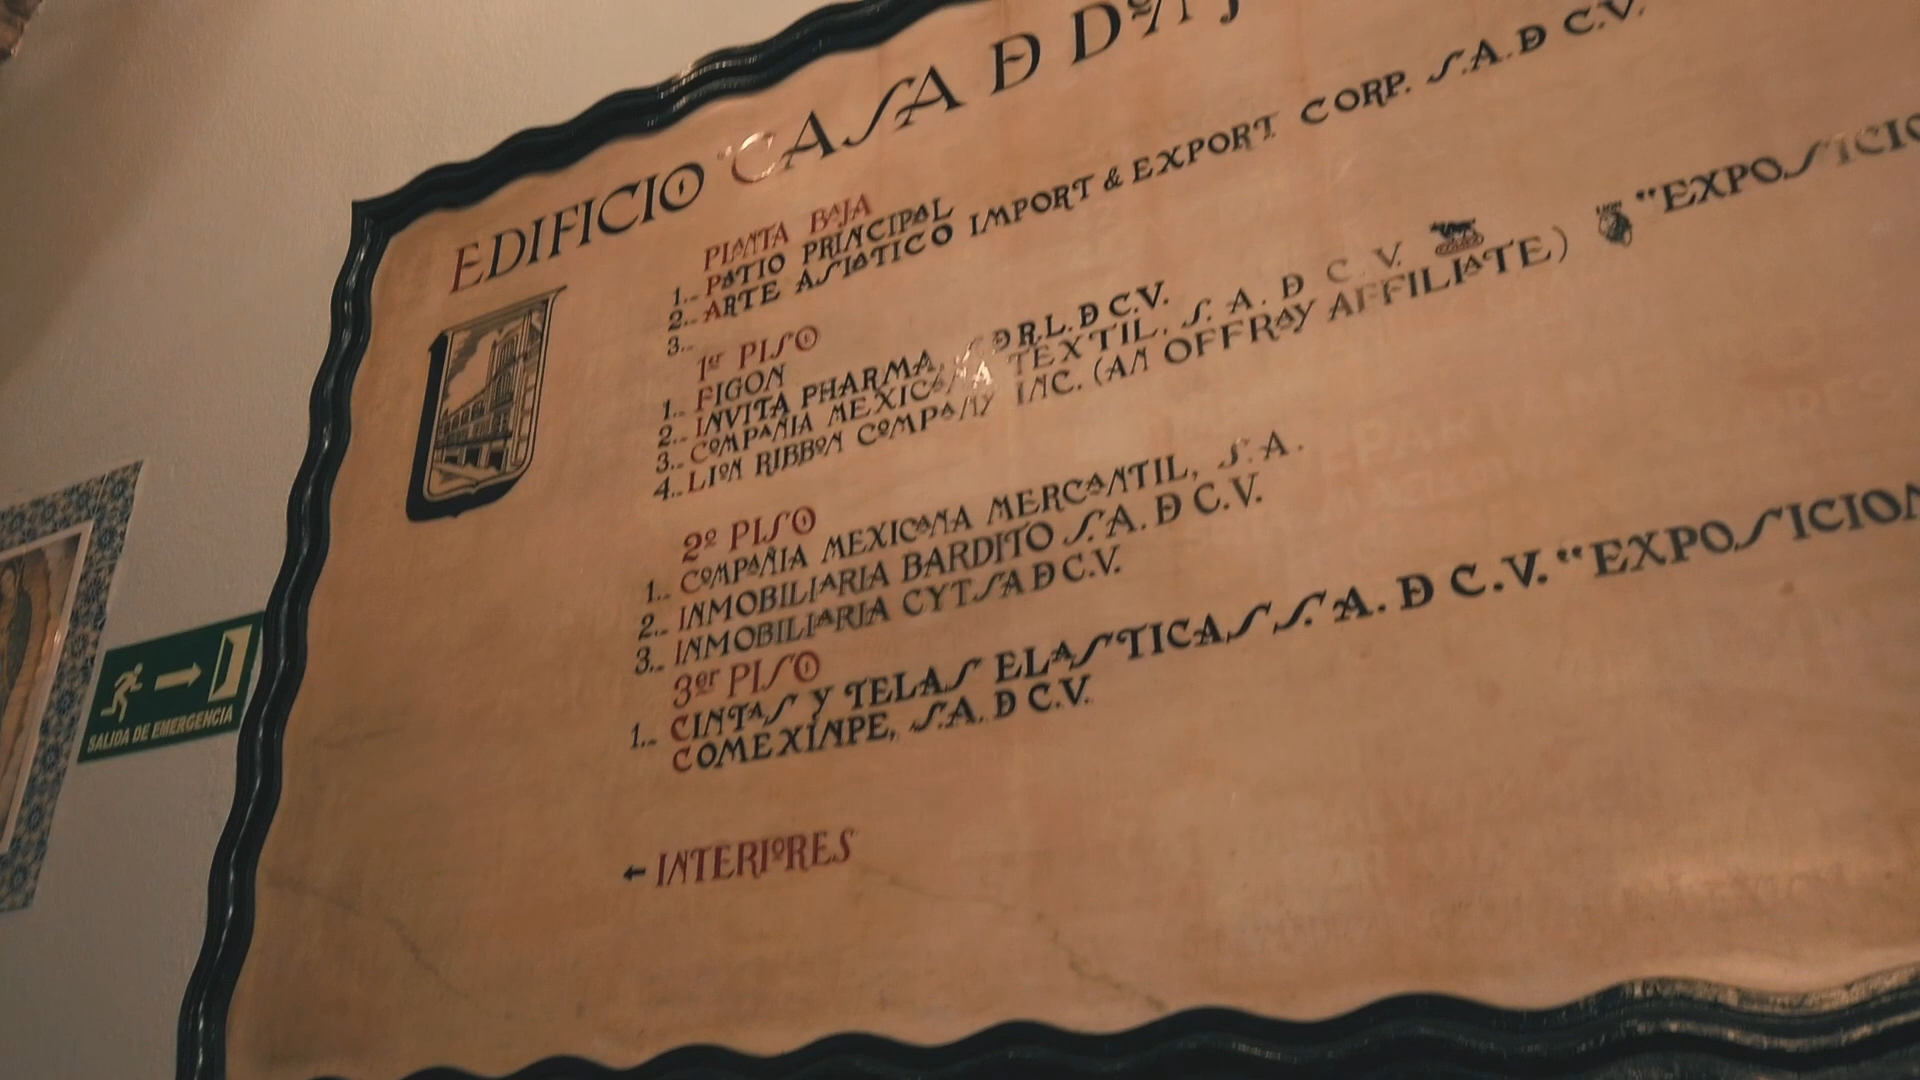 EDIFICIO "CASA D Dª
PLANTA BAJA
1.- PATIO PRINCIPAL
2.- ARTE ASIATICO IMPORT & EXPORT CORP. S.A. D C.V.
3.-
1er PISO
1.- FIGON
2.- INVITA PHARMA, S D R.L. D C.V.
3.- COMPAÑIA MEXICANA TEXTIL, S. A. D C. V.
4.- LION RIBBON COMPANY INC. (AN OFFRAY AFFILIATE) "EXPOSICIO
2º PISO
1.- COMPAÑIA MEXICANA MERCANTIL, S.A.
2.- INMOBILIARIA BARDITO S.A. D C.V.
3.- INMOBILIARIA CYTSA D C.V.
3er PISO
1.- CINTAS Y TELAS ELASTICAS S.A. D C.V. "EXPOSICION
COMEXINPE, S.A. D C.V.
← INTERIORES
SALIDA DE EMERGENCIA